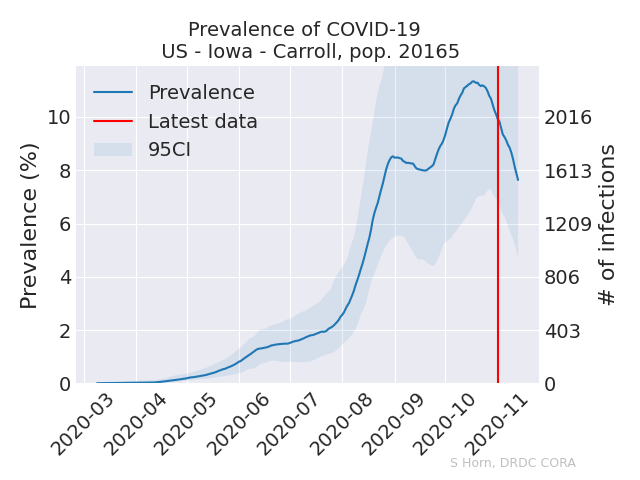 Prevalence of COVID-19
US - Iowa - Carroll, pop. 20165
Prevalence
Latest data
95CI
Prevalence (%)
10
8
6
4
2
0
2016
1613
1209
806
403
0
# of infections
2020-03
2020-04
2020-05
2020-06
2020-07
2020-08
2020-09
2020-10
2020-11
S Horn, DRDC CORA